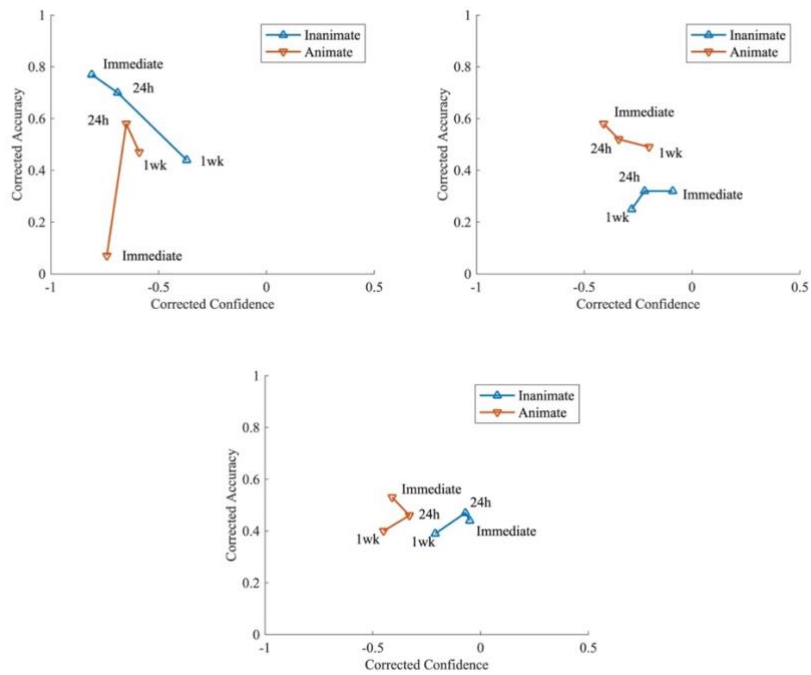 1
0.8
0.6
0.4
0.2
0
Corrected Accuracy
Inanimate
Animate
Immediate
24h
24h
1wk
1wk
Immediate
-1
-0.5
0
0.5
Corrected Confidence
1
0.8
0.6
0.4
0.2
0
Corrected Accuracy
Inanimate
Animate
Immediate
24h
1wk
24h
Immediate
1wk
-1
-0.5
0
0.5
Corrected Confidence
1
0.8
0.6
0.4
0.2
0
Corrected Accuracy
Inanimate
Animate
Immediate
24h
24h
Immediate
1wk
1wk
-1
-0.5
0
0.5
Corrected Confidence